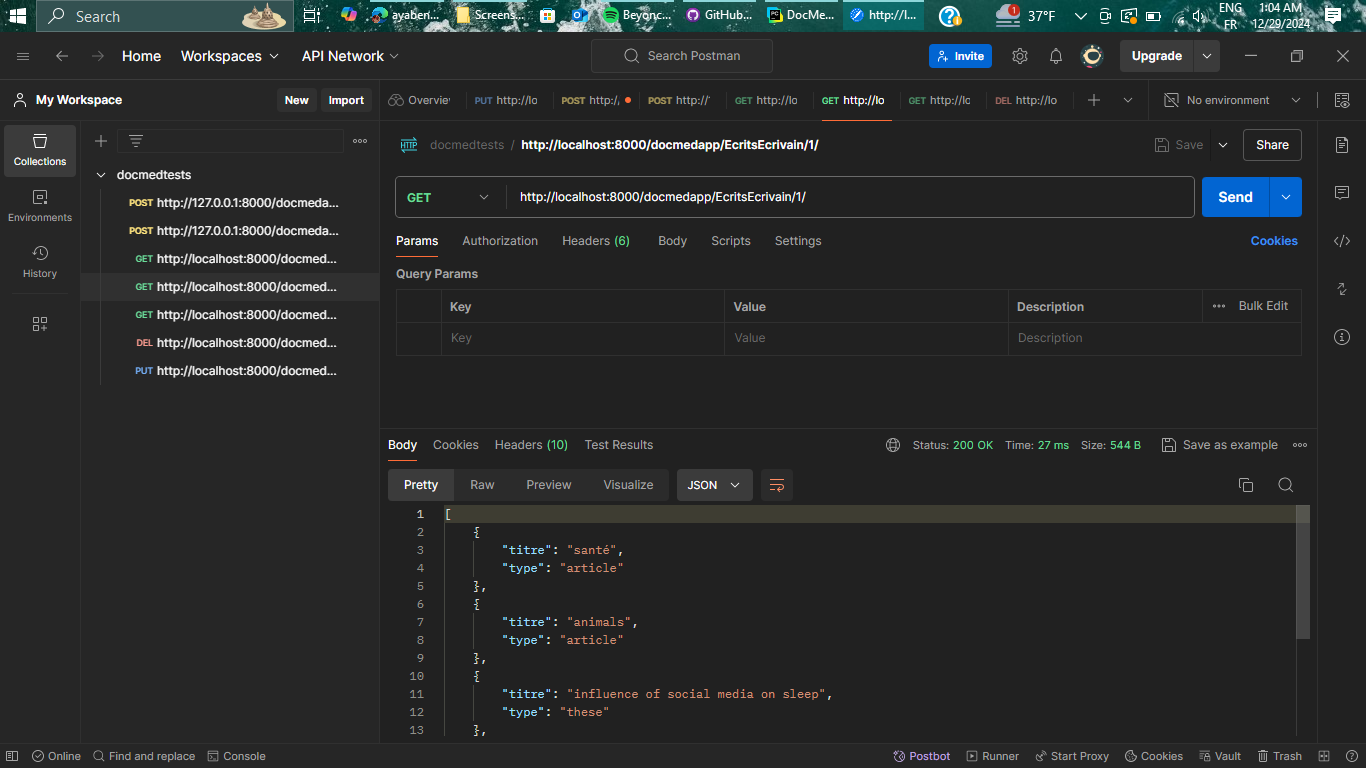 Search
ayaben...
Screens...
Beyonc...
GitHub...
DocMe...
http://l...
1
37°F
ENG
FR
1:04 AM
12/29/2024
Home
Workspaces
API Network
Search Postman
Invite
Upgrade
My Workspace
New
Import
Overview
PUT http://lo
POST http:/
POST http://
GET http://lo
GET http://lo
GET http://lo
DEL http://lo
No environment
Collections
Environments
History
docmedtests
POST http://127.0.0.1:8000/docmeda...
POST http://127.0.0.1:8000/docmeda...
GET http://localhost:8000/docmed...
GET http://localhost:8000/docmed...
GET http://localhost:8000/docmed...
DEL http://localhost:8000/docmed...
PUT http://localhost:8000/docmed...
HTTP docmedtests / http://localhost:8000/docmedapp/EcritsEcrivain/1/
Save
Share
GET
http://localhost:8000/docmedapp/EcritsEcrivain/1/
Send
Params
Authorization
Headers (6)
Body
Scripts
Settings
Cookies
Query Params
Key
Value
Description
Bulk Edit
Key
Value
Description
Body
Cookies
Headers (10)
Test Results
Status: 200 OK
Time: 27 ms
Size: 544 B
Save as example
Pretty
Raw
Preview
Visualize
JSON
1 [
2 {
3 "titre": "santé",
4 "type": "article"
5 },
6 {
7 "titre": "animals",
8 "type": "article"
9 },
10 {
11 "titre": "influence of social media on sleep",
12 "type": "these"
13 },
Online
Find and replace
Console
Postbot
Runner
Start Proxy
Cookies
Vault
Trash